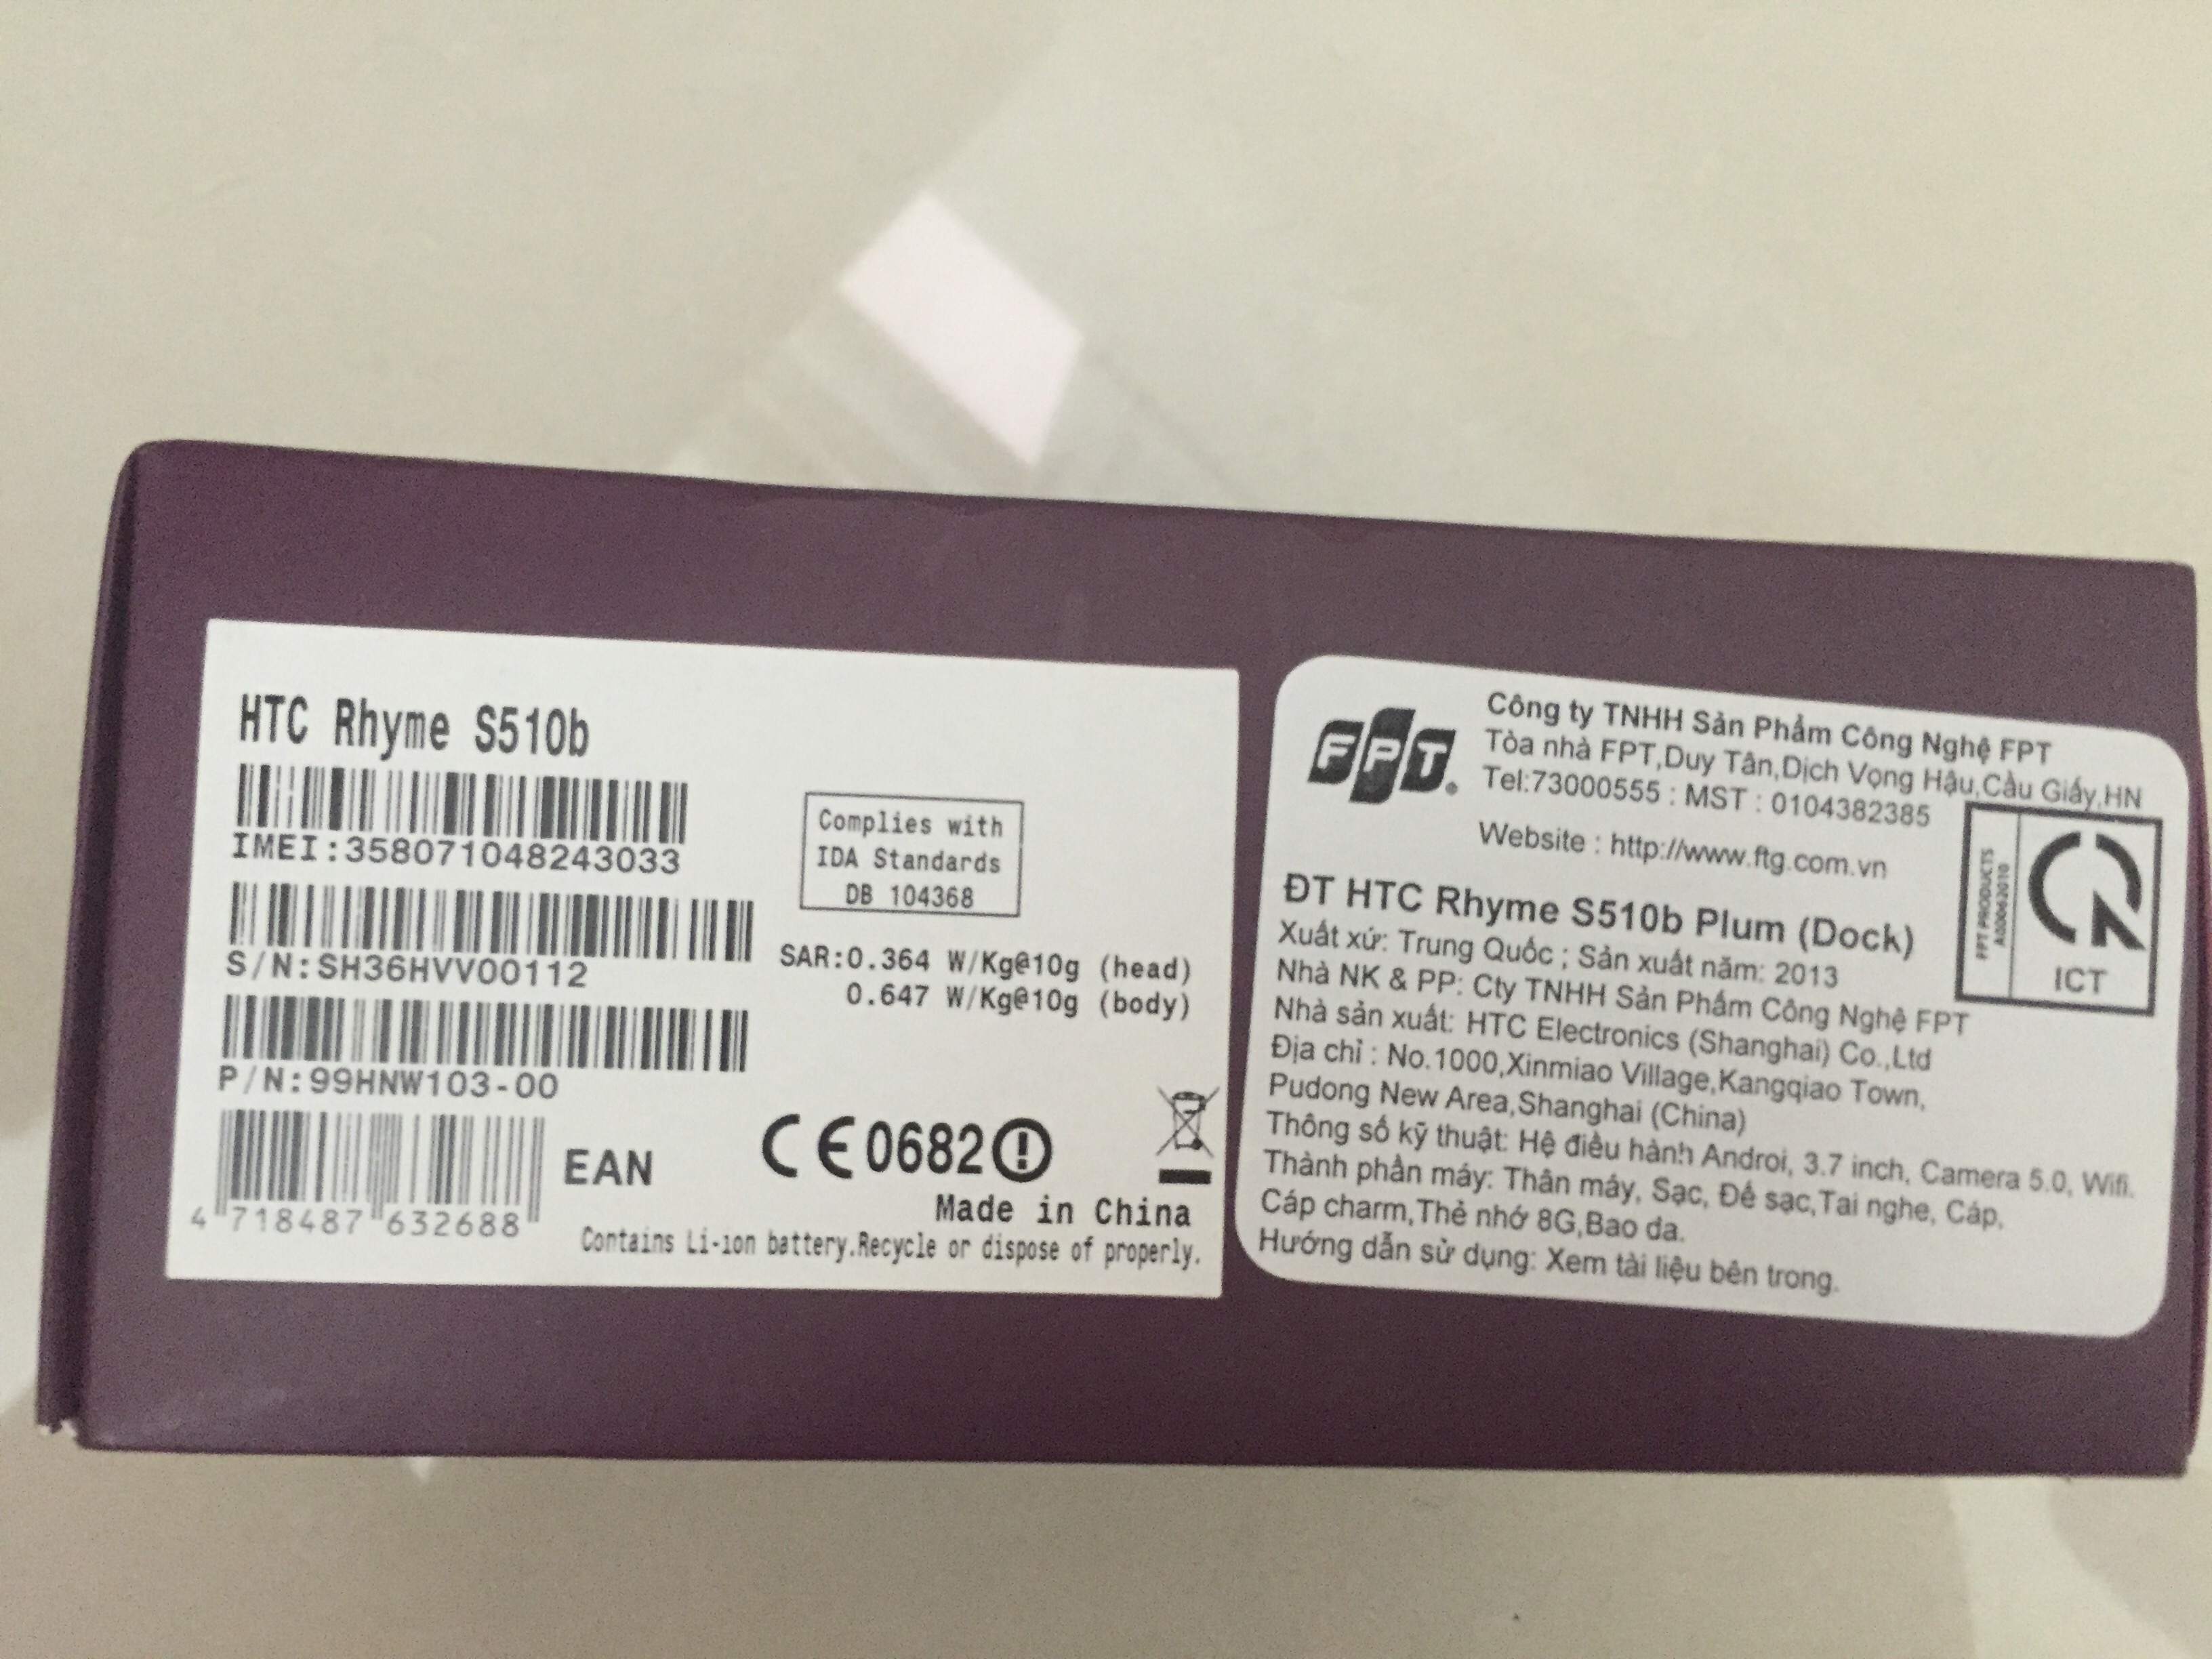 HTC Rhyme S510b
IMEI:358071048243033
S/N:SH36HVV00112
P/N:99HNW103-00
4 718487 632688
EAN
Complies with
IDA Standards
DB 104368
SAR:0.364 W/Kg@10g (head)
0.647 W/Kg@10g (body)
CE0682
Made in China
Contains Li-ion battery.Recycle or dispose of properly.
FPT
Công ty TNHH Sản Phẩm Công Nghệ FPT
Tòa nhà FPT,Duy Tân,Dịch Vọng Hậu,Cầu Giấy,HN
Tel:73000555 : MST : 0104382385
Website : http://www.ftg.com.vn
FPT PRODUCTS
A00062010
ICT
ĐT HTC Rhyme S510b Plum (Dock)
Xuất xứ: Trung Quốc ; Sản xuất năm: 2013
Nhà NK & PP: Cty TNHH Sản Phẩm Công Nghệ FPT
Nhà sản xuất: HTC Electronics (Shanghai) Co.,Ltd
Địa chỉ : No.1000,Xinmiao Village,Kangqiao Town,
Pudong New Area,Shanghai (China)
Thông số kỹ thuật: Hệ điều hành Androi, 3.7 inch, Camera 5.0, Wifi.
Thành phần máy: Thân máy, Sạc, Đế sạc,Tai nghe, Cáp,
Cáp charm,Thẻ nhớ 8G,Bao da.
Hướng dẫn sử dụng: Xem tài liệu bên trong.